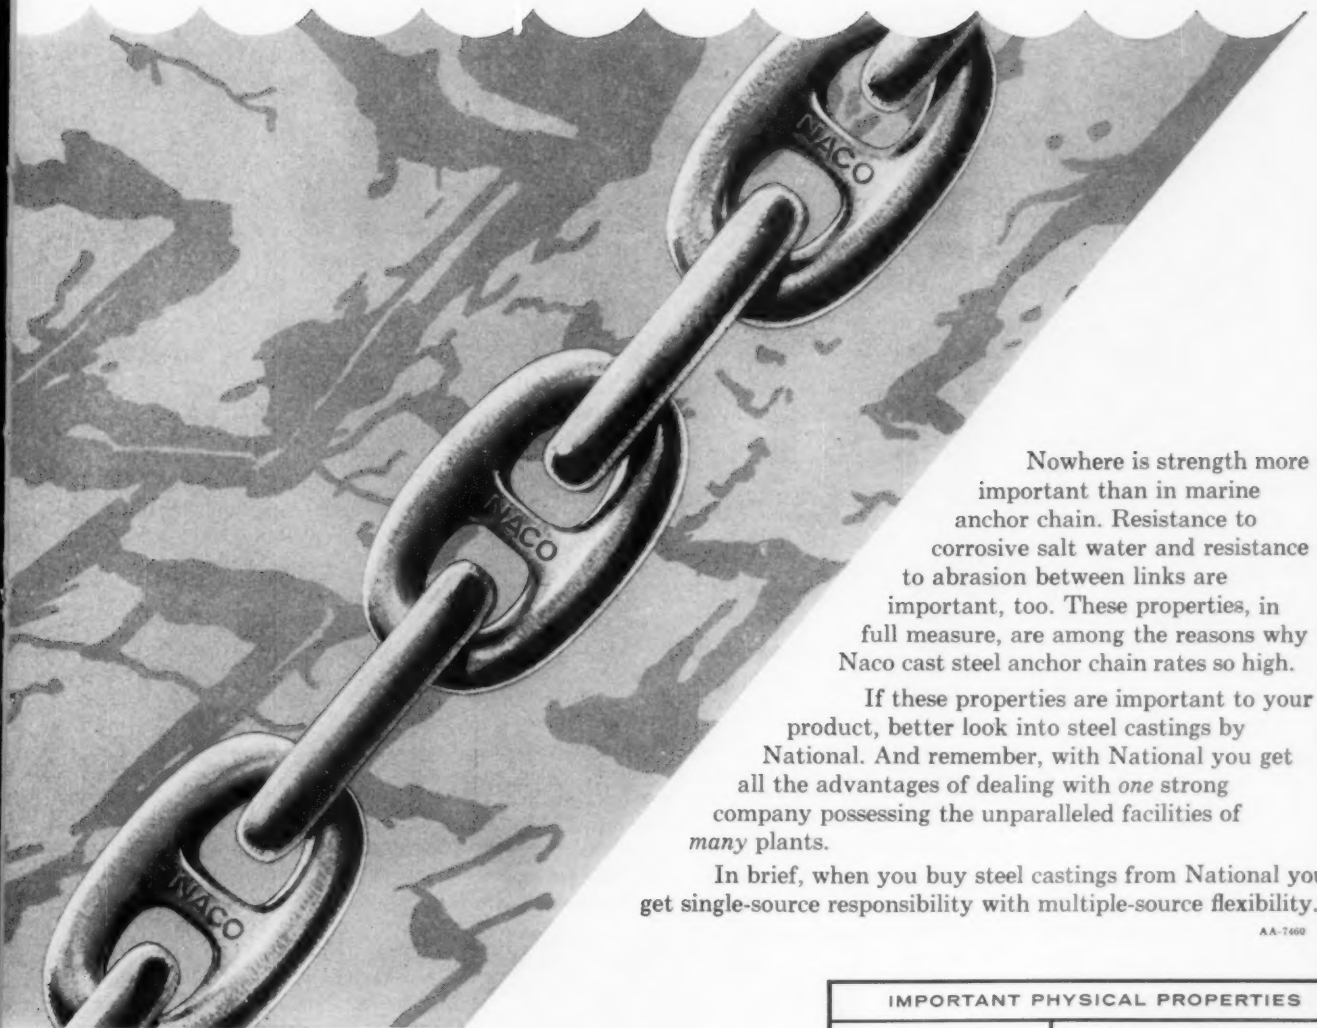 NACO
NACO
NACO
Nowhere is strength more
important than in marine
anchor chain. Resistance to
corrosive salt water and resistance
to abrasion between links are
important, too. These properties, in
full measure, are among the reasons why
Naco cast steel anchor chain rates so high.
If these properties are important to your
product, better look into steel castings by
National. And remember, with National you get
all the advantages of dealing with one strong
company possessing the unparalleled facilities of
many plants.
In brief, when you buy steel castings from National you
get single-source responsibility with multiple-source flexibility.
AA-7460
IMPORTANT PHYSICAL PROPERTIES